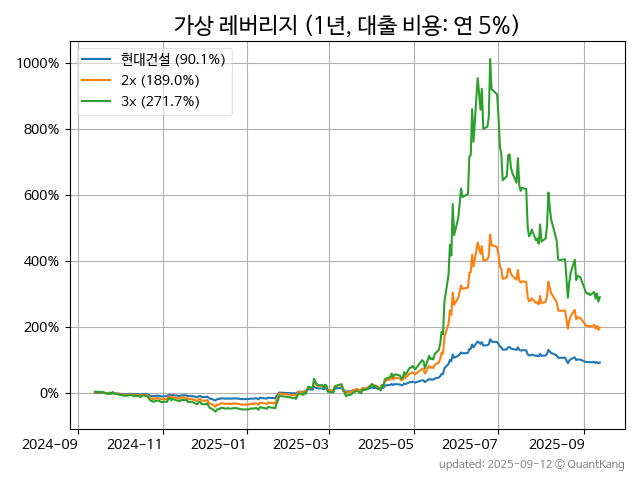 가상 레버리지 (1년, 대출 비용: 연 5%)
현대건설 (90.1%)
2x (189.0%)
3x (271.7%)
1000%
800%
600%
400%
200%
0%
2024-09
2024-11
2025-01
2025-03
2025-05
2025-07
2025-09
updated: 2025-09-12 © QuantKang